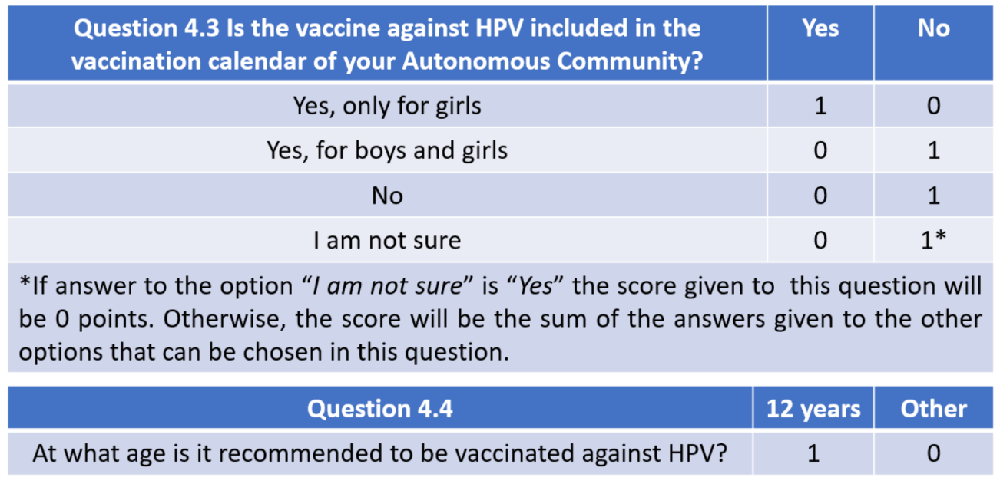 Question 4.3 Is the vaccine against HPV included in the vaccination calendar of your Autonomous Community? Yes No
Yes, only for girls 1 0
Yes, for boys and girls 0 1
No 0 1
I am not sure 0 1*
*If answer to the option “I am not sure” is “Yes” the score given to this question will
be 0 points. Otherwise, the score will be the sum of the answers given to the other
options that can be chosen in this question.
Question 4.4 12 years Other
At what age is it recommended to be vaccinated against HPV? 1 0